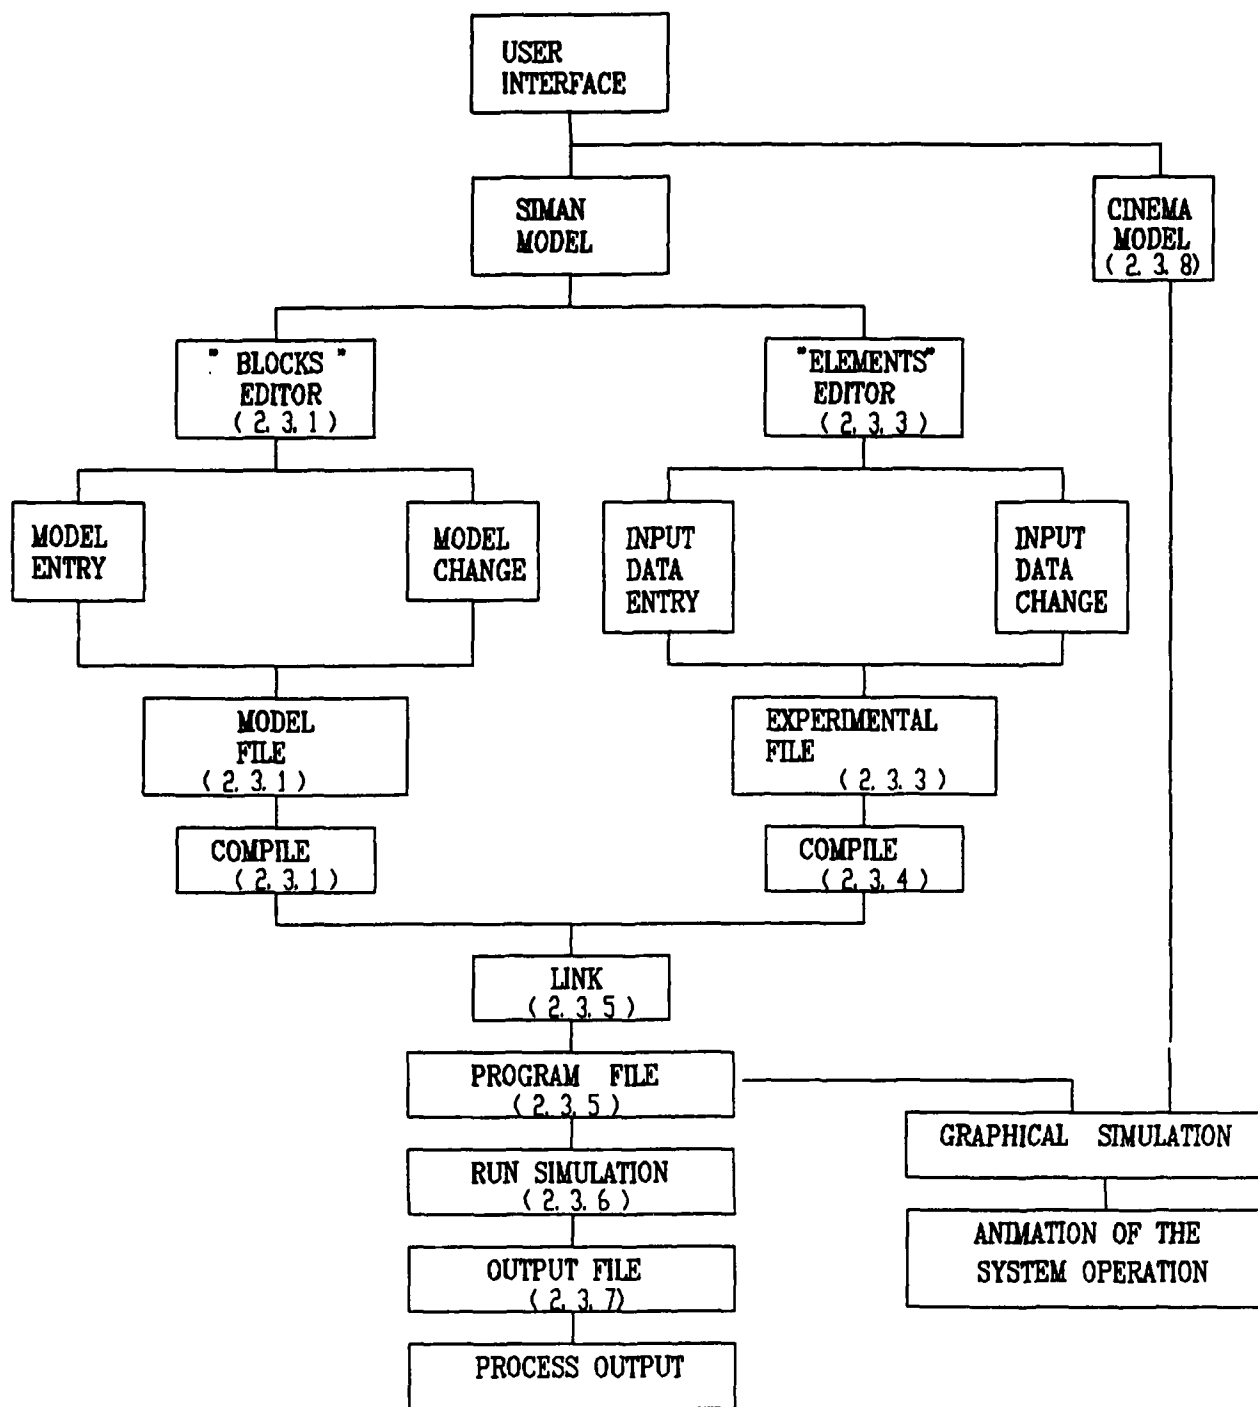 USER
INTERFACE
SIMAN
MODEL
CINEMA
MODEL
( 2. 3. 8)
" BLOCKS "
EDITOR
( 2. 3. 1 )
"ELEMENTS"
EDITOR
( 2. 3. 3 )
MODEL
ENTRY
MODEL
CHANGE
INPUT
DATA
ENTRY
INPUT
DATA
CHANGE
MODEL
FILE
( 2. 3. 1 )
EXPERIMENTAL
FILE
( 2. 3. 3 )
COMPILE
( 2. 3. 1 )
COMPILE
( 2. 3. 4 )
LINK
( 2. 3. 5 )
PROGRAM FILE
( 2. 3. 5 )
GRAPHICAL SIMULATION
RUN SIMULATION
( 2. 3. 6 )
ANIMATION OF THE
SYSTEM OPERATION
OUTPUT FILE
( 2. 3. 7)
PROCESS OUTPUT